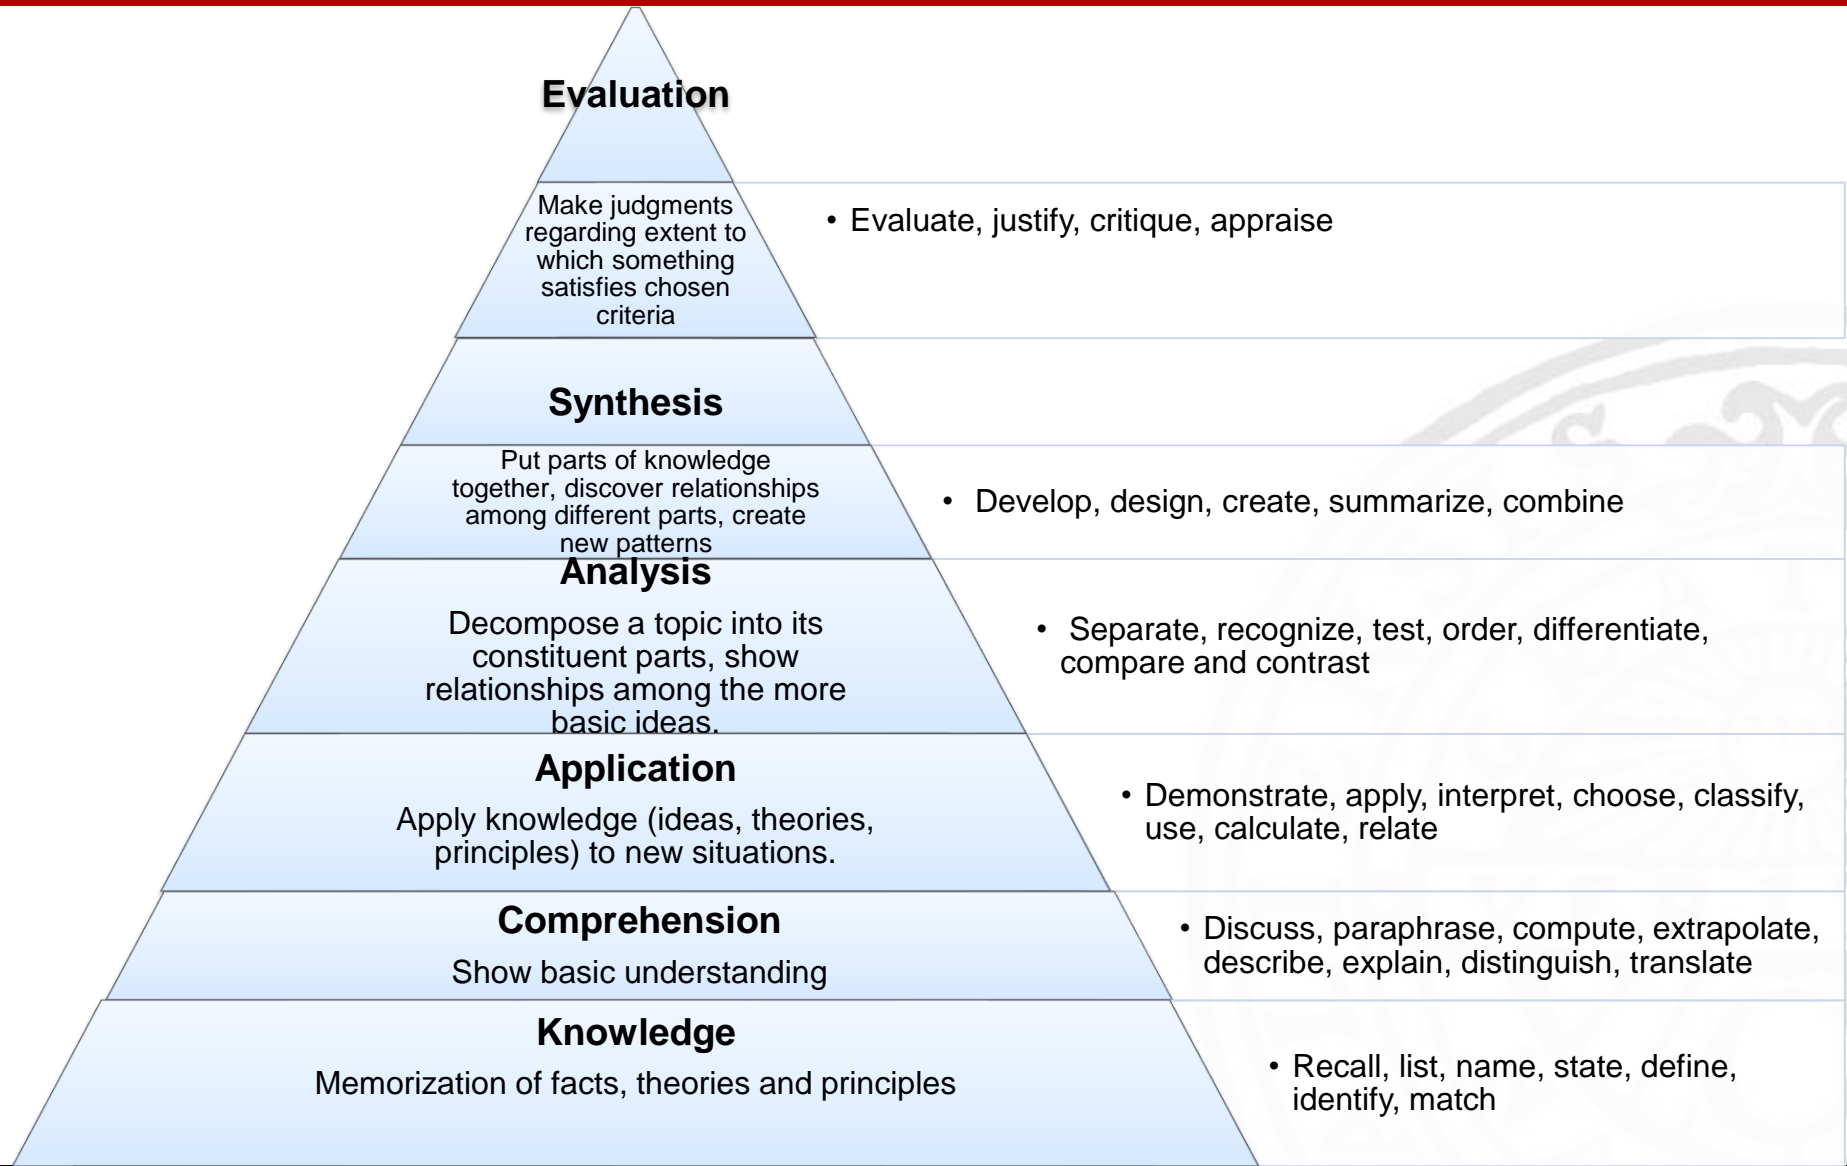 Evaluation
Make judgments
regarding extent to
which something
satisfies chosen
criteria
• Evaluate, justify, critique, appraise
Synthesis
Put parts of knowledge
together, discover relationships
among different parts, create
new patterns
• Develop, design, create, summarize, combine
Analysis
Decompose a topic into its
constituent parts, show
relationships among the more
basic ideas.
• Separate, recognize, test, order, differentiate,
compare and contrast
Application
Apply knowledge (ideas, theories,
principles) to new situations.
• Demonstrate, apply, interpret, choose, classify,
use, calculate, relate
Comprehension
Show basic understanding
• Discuss, paraphrase, compute, extrapolate,
describe, explain, distinguish, translate
Knowledge
Memorization of facts, theories and principles
• Recall, list, name, state, define,
identify, match